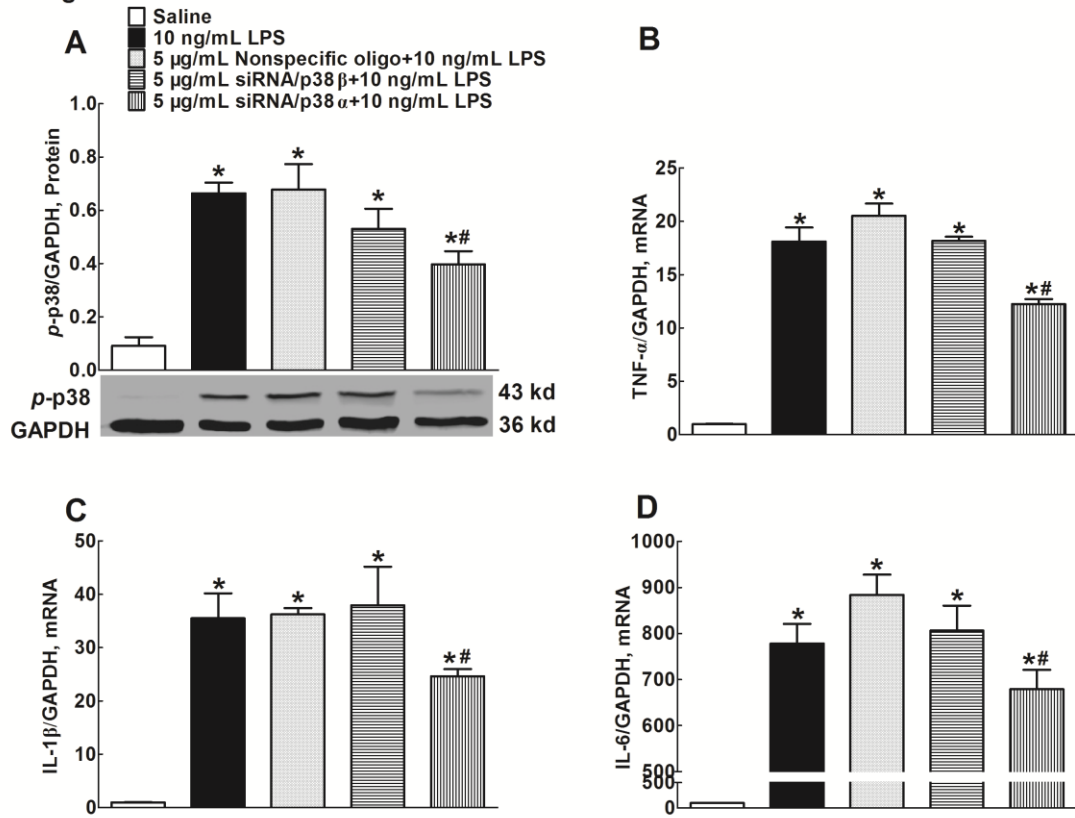 Saline
10 ng/mL LPS
5 µg/mL Nonspecific oligo+10 ng/mL LPS
5 µg/mL siRNA/p38β+10 ng/mL LPS
5 µg/mL siRNA/p38α+10 ng/mL LPS
A
p-p38/GAPDH, Protein
1.0
0.8
0.6
0.4
0.2
0.0
*
*
*
*#
p-p38
43 kd
GAPDH
36 kd
B
TNF-α/GAPDH, mRNA
25
20
15
10
5
0
*
*
*
*#
C
IL-1β/GAPDH, mRNA
50
40
30
20
10
0
*
*
*
*#
D
IL-6/GAPDH, mRNA
1000
900
800
700
600
500
500
0
*
*
*
*#